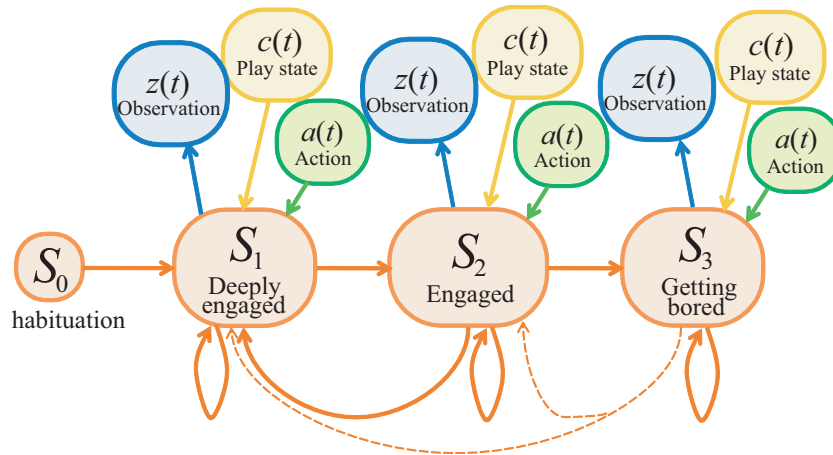 c(t)
Play state
z(t)
Observation
a(t)
Action
c(t)
Play state
z(t)
Observation
a(t)
Action
c(t)
Play state
z(t)
Observation
a(t)
Action
S₀
habituation
S₁
Deeply
engaged
S₂
Engaged
S₃
Getting
bored